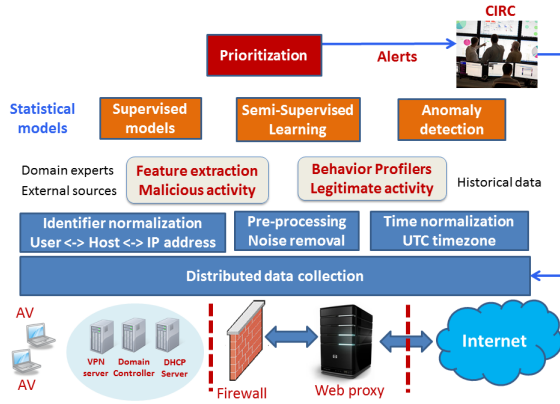 CIRC
Prioritization
Alerts
Statistical
models
Supervised
models
Semi-Supervised
Learning
Anomaly
detection
Domain experts
External sources
Feature extraction
Malicious activity
Behavior Profilers
Legitimate activity
Historical data
Identifier normalization
User <-> Host <-> IP address
Pre-processing
Noise removal
Time normalization
UTC timezone
Distributed data collection
AV
AV
VPN
server
Domain
Controller
DHCP
Server
Firewall
Web proxy
Internet